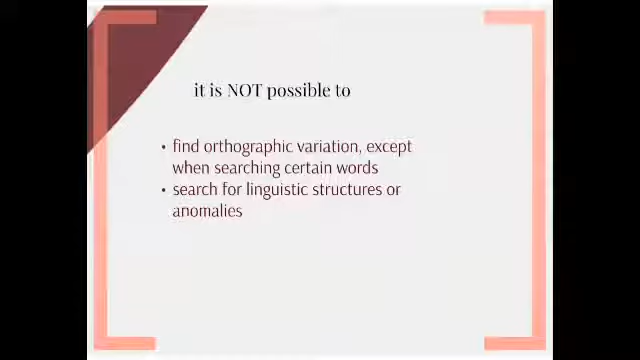 it is NOT possible to
• find orthographic variation, except
when searching certain words
• search for linguistic structures or
anomalies